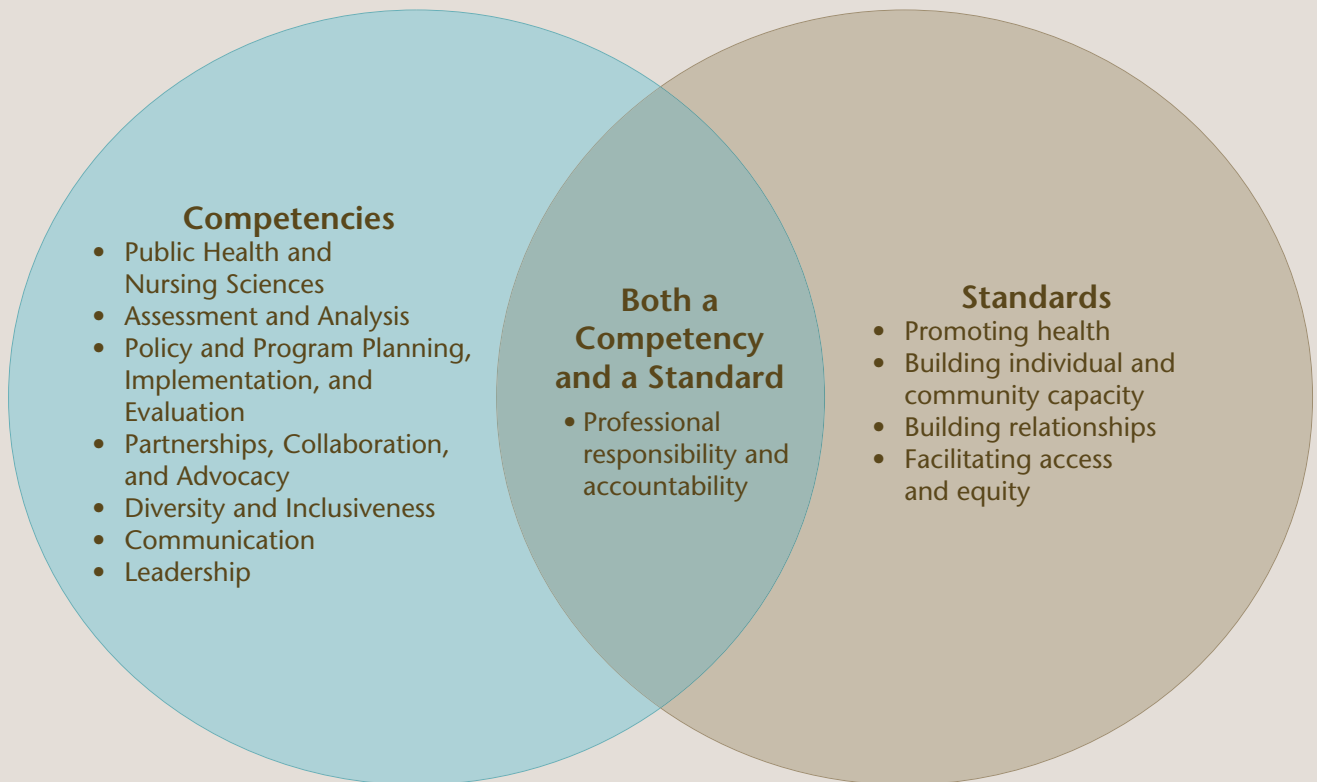 Competencies
• Public Health and
Nursing Sciences
• Assessment and Analysis
• Policy and Program Planning,
Implementation, and
Evaluation
• Partnerships, Collaboration,
and Advocacy
• Diversity and Inclusiveness
• Communication
• Leadership
Both a
Competency
and a Standard
• Professional
responsibility and
accountability
Standards
• Promoting health
• Building individual and
community capacity
• Building relationships
• Facilitating access
and equity